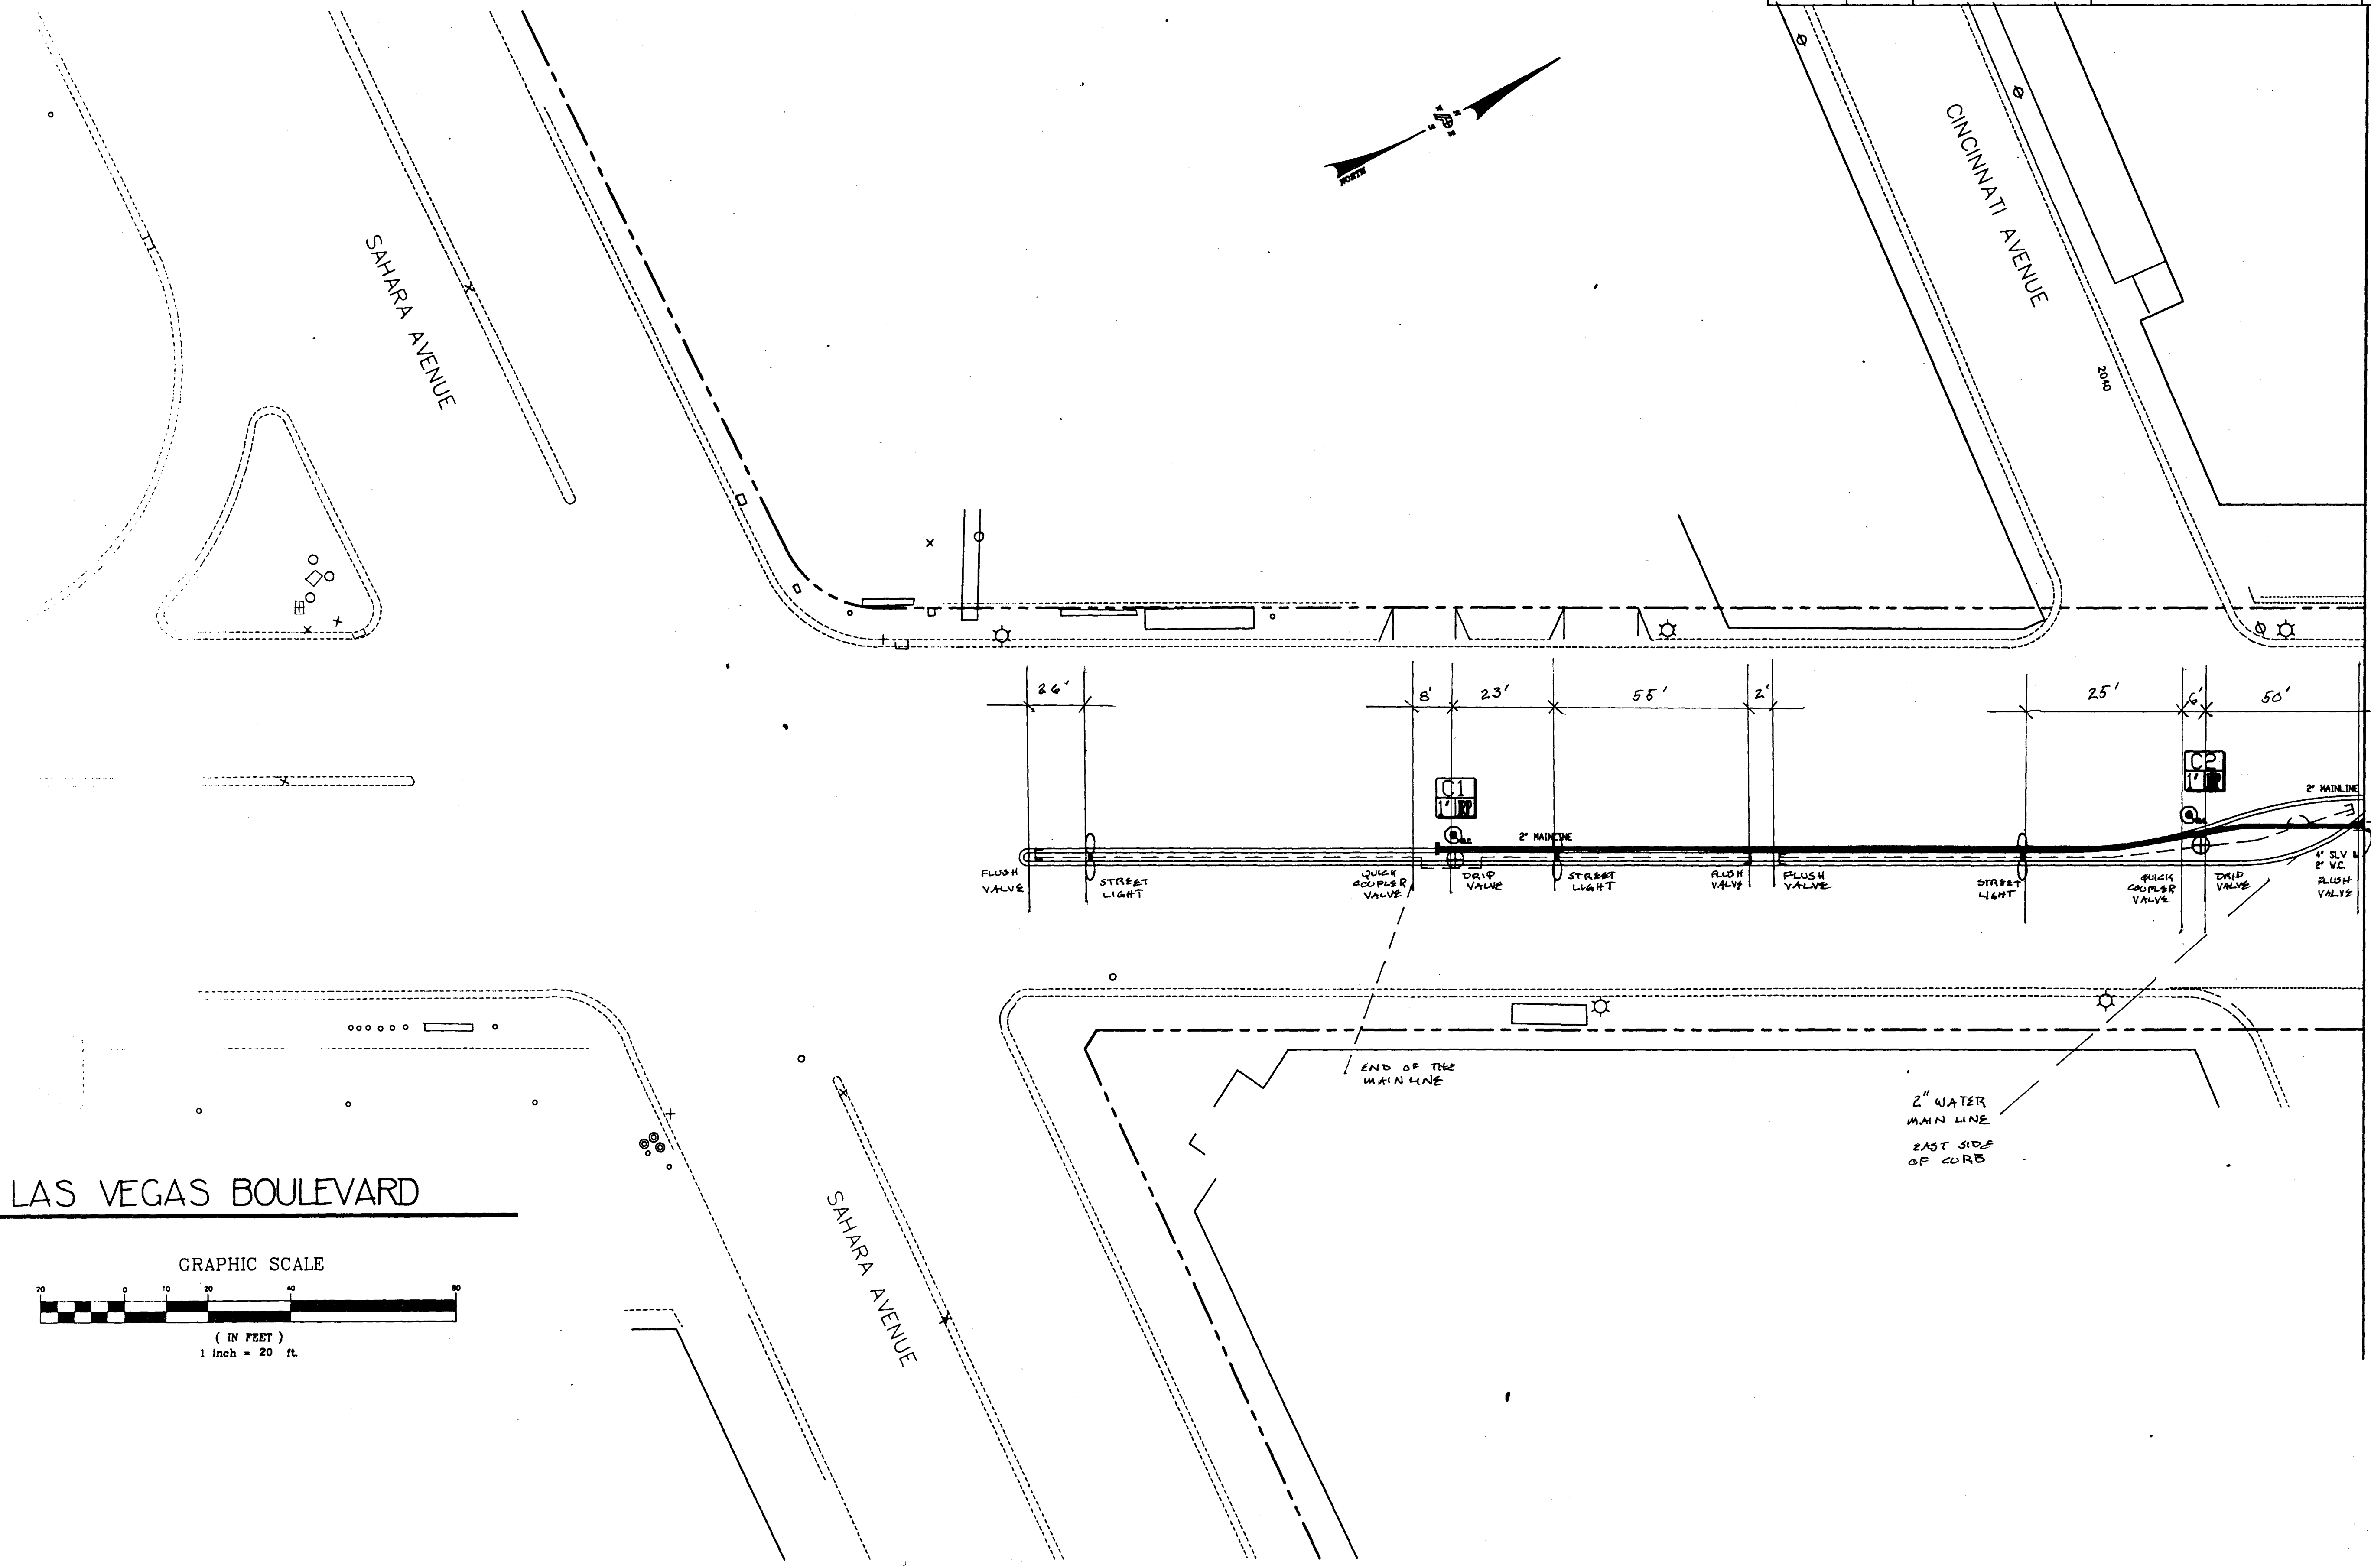 CINCINNATI AVENUE
SAHARA AVENUE
NORTH
2040
26'
8'
23'
55'
2'
25'
6'
50'
C1
1"
C2
1"
2" MAINLINE
2" MAINLINE
4" SLV &
2" V.C.
FLUSH
VALVE
STREET
LIGHT
QUICK
COUPLER
VALVE
DRIP
VALVE
STREET
LIGHT
FLUSH
VALVE
FLUSH
VALVE
STREET
LIGHT
QUICK
COUPLER
VALVE
DRIP
VALVE
FLUSH
VALVE
END OF THE
MAIN LINE
2" WATER
MAIN LINE
EAST SIDE
OF CURB
LAS VEGAS BOULEVARD
SAHARA AVENUE
GRAPHIC SCALE
20 0 10 20 40 80
( IN FEET )
1 inch = 20 ft.